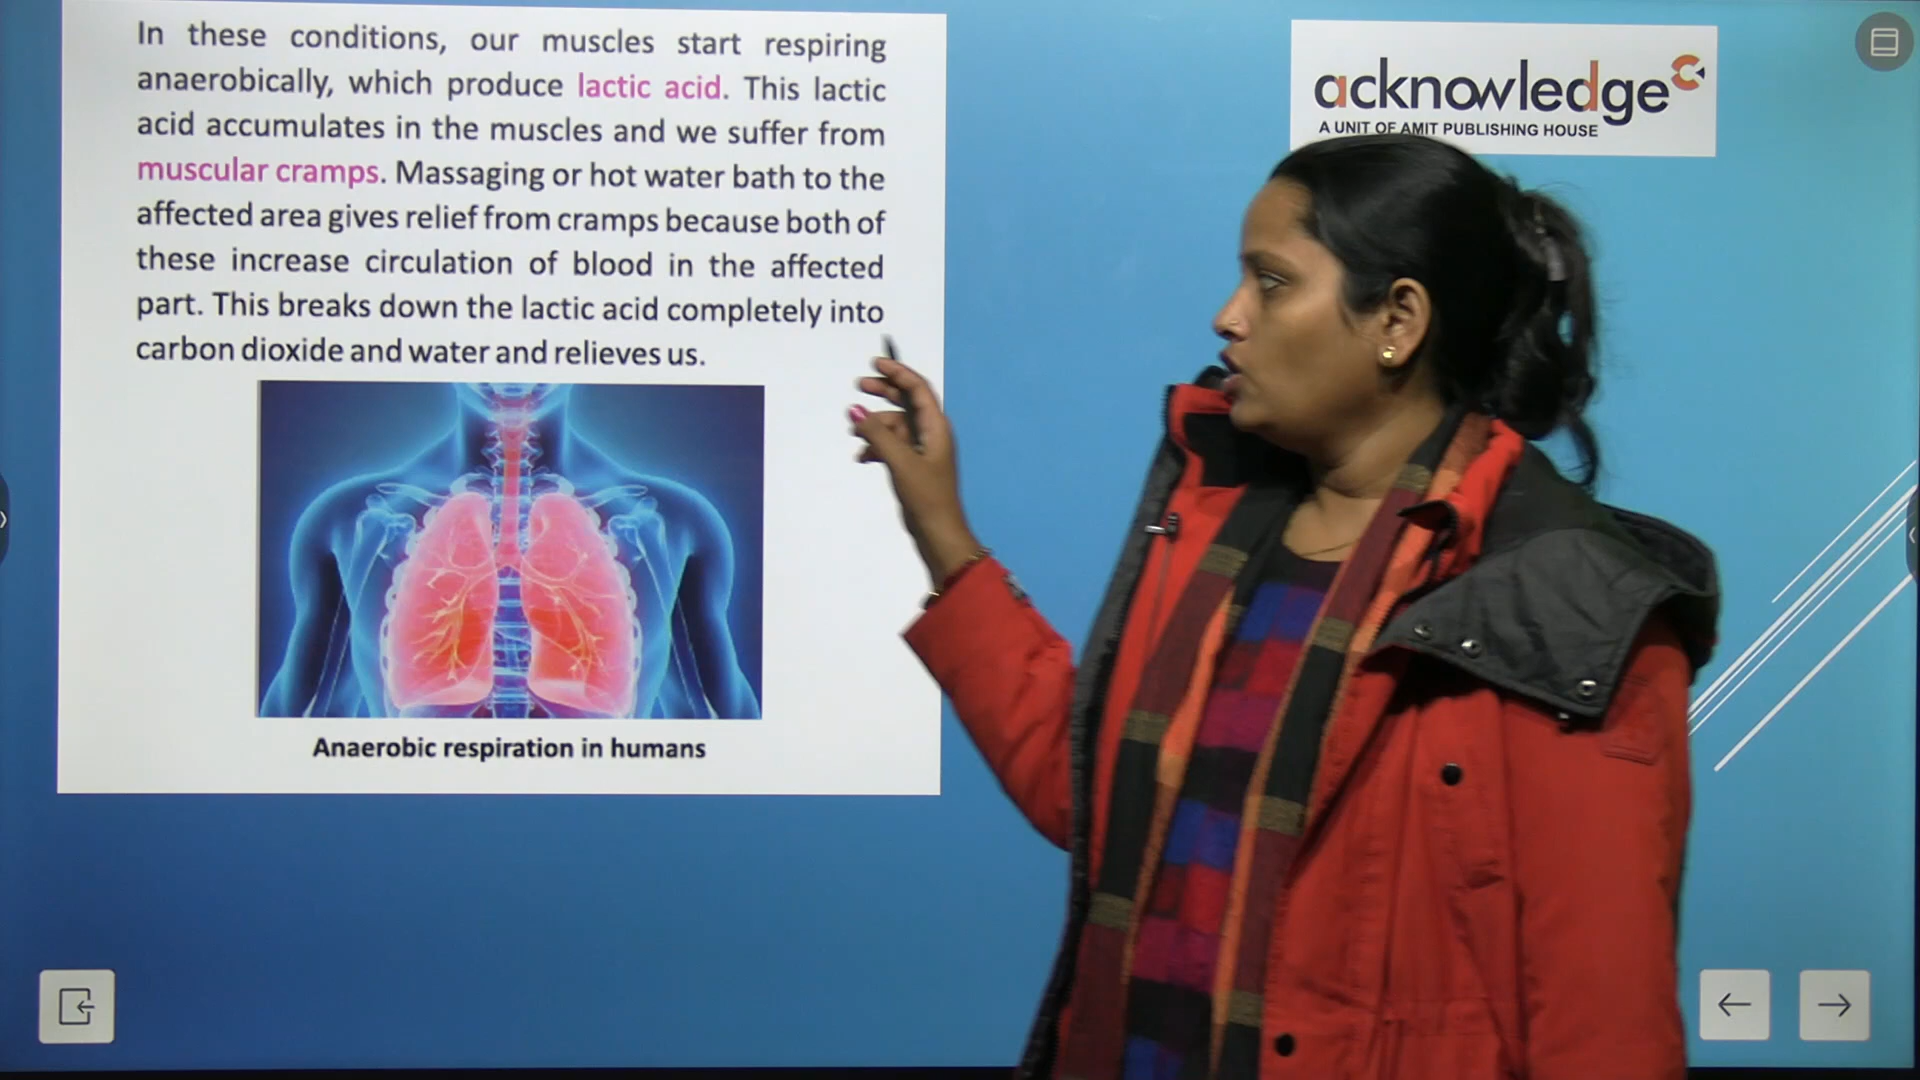 In these conditions, our muscles start respiring
anaerobically, which produce lactic acid. This lactic
acid accumulates in the muscles and we suffer from
muscular cramps. Massaging or hot water bath to the
affected area gives relief from cramps because both of
these increase circulation of blood in the affected
part. This breaks down the lactic acid completely into
carbon dioxide and water and relieves us.
Anaerobic respiration in humans
acknowledge
A UNIT OF AMIT PUBLISHING HOUSE